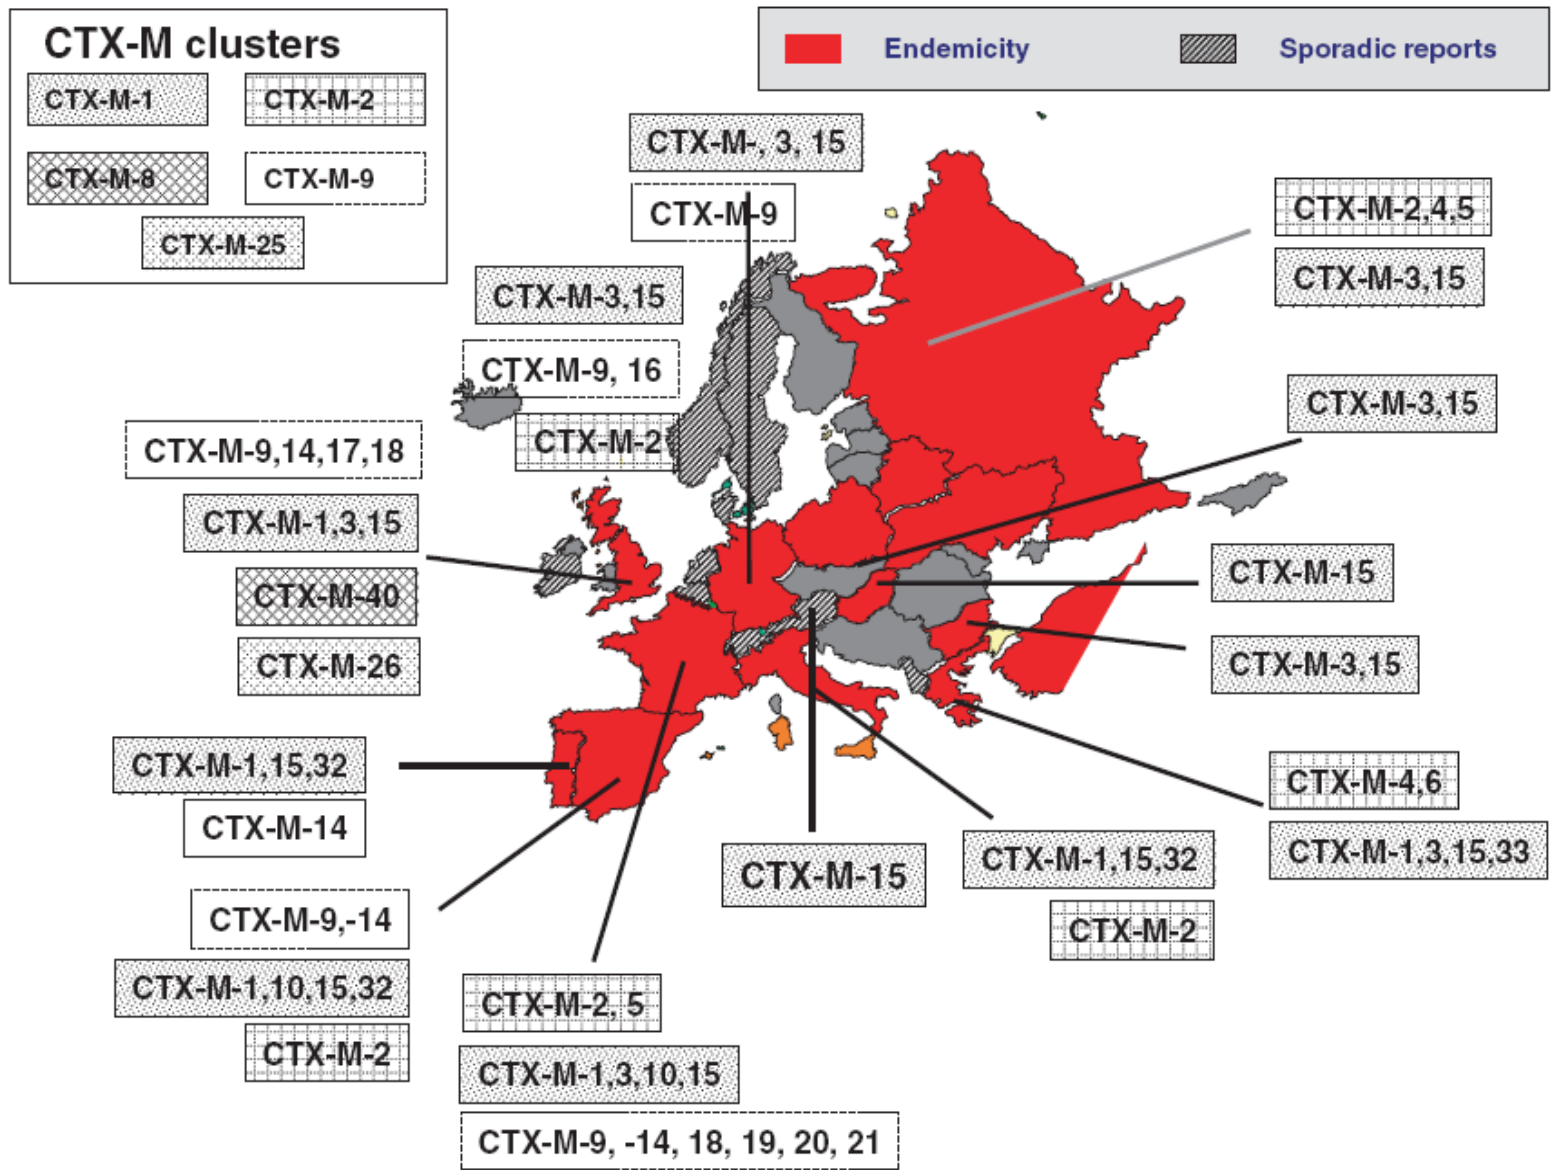 CTX-M clusters
CTX-M-1
CTX-M-2
CTX-M-8
CTX-M-9
CTX-M-25
Endemicity
Sporadic reports
CTX-M-, 3, 15
CTX-M-9
CTX-M-2,4,5
CTX-M-3,15
CTX-M-3,15
CTX-M-9, 16
CTX-M-2
CTX-M-3,15
CTX-M-9,14,17,18
CTX-M-1,3,15
CTX-M-40
CTX-M-26
CTX-M-15
CTX-M-3,15
CTX-M-1,15,32
CTX-M-14
CTX-M-4,6
CTX-M-1,3,15,33
CTX-M-15
CTX-M-1,15,32
CTX-M-2
CTX-M-9,-14
CTX-M-1,10,15,32
CTX-M-2
CTX-M-2, 5
CTX-M-1,3,10,15
CTX-M-9, -14, 18, 19, 20, 21